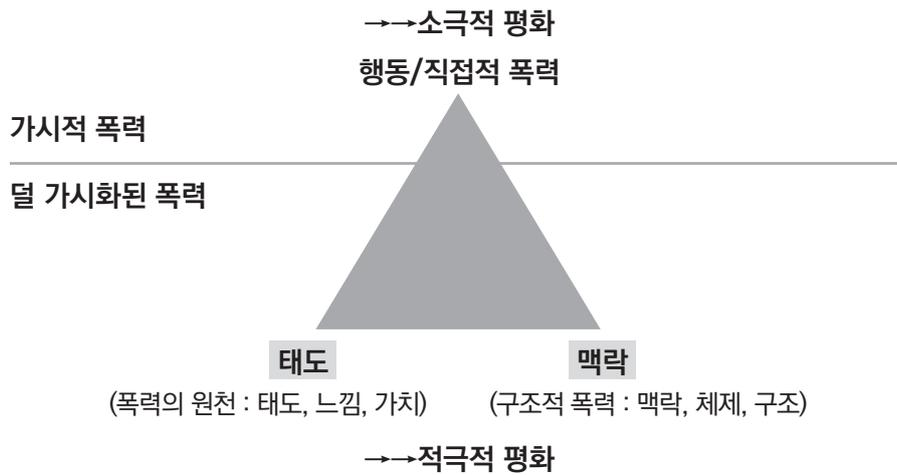 →→소극적 평화
행동/직접적 폭력
가시적 폭력
덜 가시화된 폭력
태도 맥락
(폭력의 원천 : 태도, 느낌, 가치) (구조적 폭력 : 맥락, 체제, 구조)
→→적극적 평화